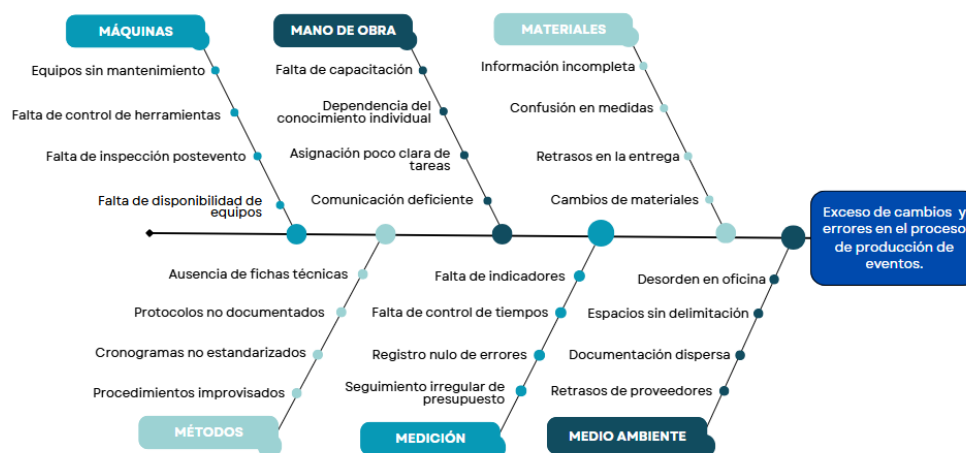 MÁQUINAS
Equipos sin mantenimiento
Falta de control de herramientas
Falta de inspección postevento
Falta de disponibilidad de
equipos
MANO DE OBRA
Falta de capacitación
Dependencia del
conocimiento individual
Asignación poco clara de
tareas
Comunicación deficiente
MATERIALES
Información incompleta
Confusión en medidas
Retrasos en la entrega
Cambios de materiales
Exceso de cambios y
errores en el proceso
de producción de
eventos.
Ausencia de fichas técnicas
Protocolos no documentados
Cronogramas no estandarizados
Procedimientos improvisados
MÉTODOS
Falta de indicadores
Falta de control de tiempos
Registro nulo de errores
Seguimiento irregular de
presupuesto
MEDICIÓN
Desorden en oficina
Espacios sin delimitación
Documentación dispersa
Retrasos de proveedores
MEDIO AMBIENTE